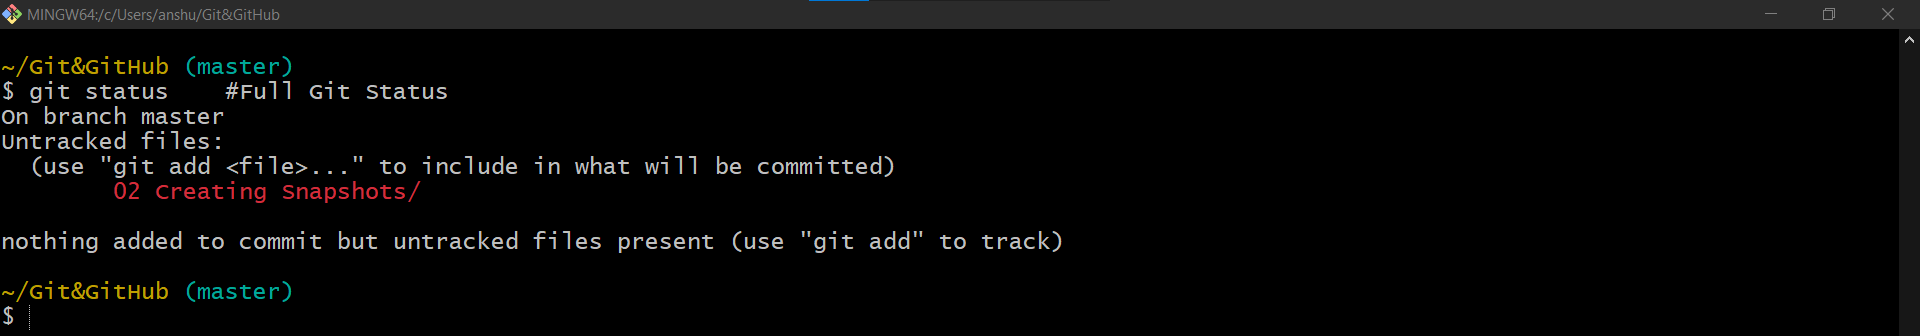 MINGW64:/c/Users/anshu/Git&GitHub
~/Git&GitHub (master)
$ git status    #Full Git Status
On branch master
Untracked files:
  (use "git add <file>..." to include in what will be committed)
        02 Creating Snapshots/
nothing added to commit but untracked files present (use "git add" to track)
~/Git&GitHub (master)
$